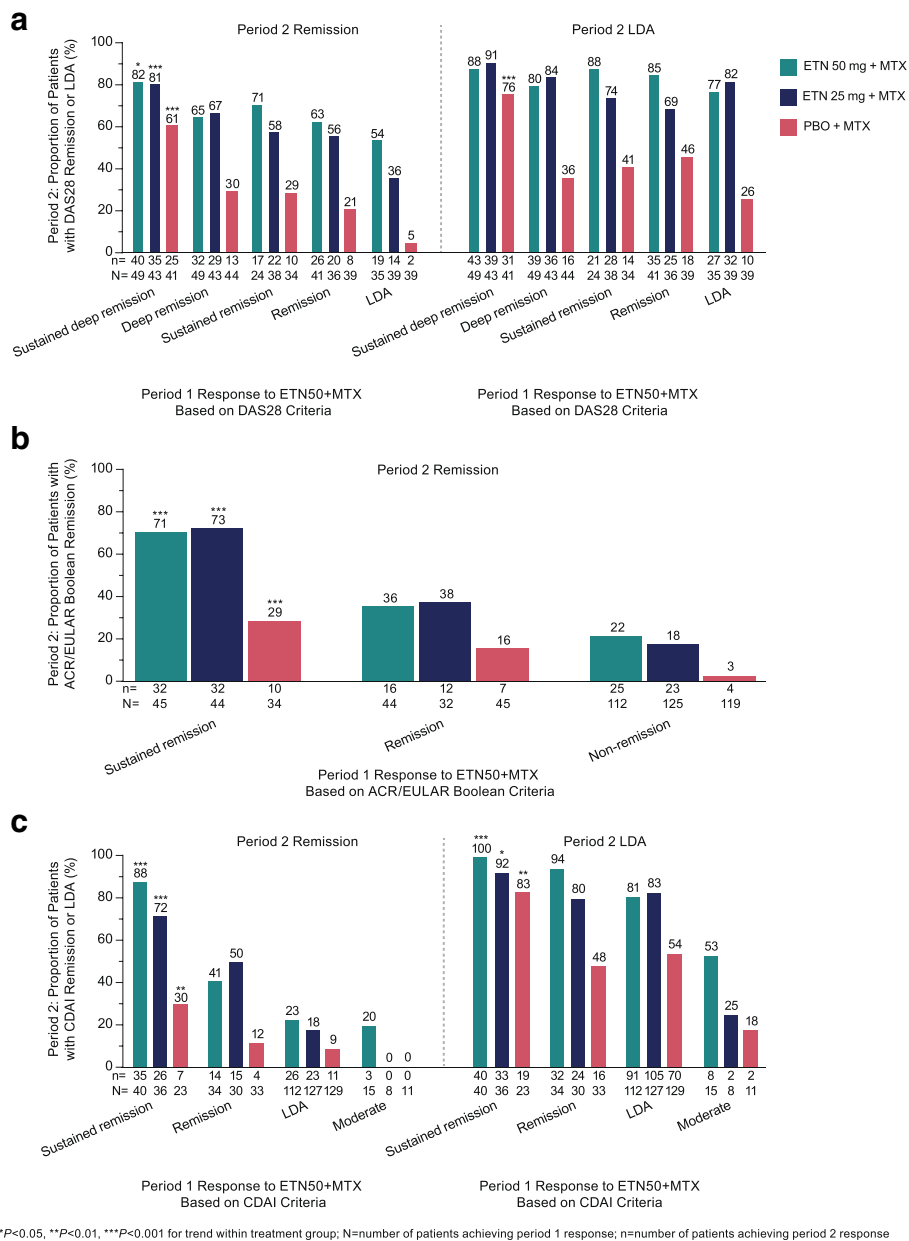 a
Period 2 Remission
Period 2 LDA
Period 2: Proportion of Patients
with DAS28 Remission or LDA (%)
100
80
60
40
20
0
* *** ***
82 81 61 65 67 30 71 58 29 63 56 21 54 36 5
***
88 91 76 80 84 36 88 74 41 85 69 46 77 82 26
ETN 50 mg + MTX
ETN 25 mg + MTX
PBO + MTX
n= 40 35 25 32 29 13 17 22 10 26 20 8 19 14 2 43 39 31 39 36 16 21 28 14 35 25 18 27 32 10
N= 49 43 41 49 43 44 24 38 34 41 36 39 35 39 39 49 43 41 49 43 44 24 38 34 41 36 39 35 39 39
Sustained deep remission Deep remission Sustained remission Remission LDA
Sustained deep remission Deep remission Sustained remission Remission LDA
Period 1 Response to ETN50+MTX
Based on DAS28 Criteria
Period 1 Response to ETN50+MTX
Based on DAS28 Criteria
b
Period 2 Remission
Period 2: Proportion of Patients with
ACR/EULAR Boolean Remission (%)
100
80
60
40
20
0
*** *** ***
71 73 29 36 38 16 22 18 3
n= 32 32 10 16 12 7 25 23 4
N= 45 44 34 44 32 45 112 125 119
Sustained remission Remission Non-remission
Period 1 Response to ETN50+MTX
Based on ACR/EULAR Boolean Criteria
c
Period 2 Remission
Period 2 LDA
Period 2: Proportion of Patients
with CDAI Remission or LDA (%)
100
80
60
40
20
0
*** *** **
88 72 30 41 50 12 23 18 9 20 0 0
*** * **
100 92 83 94 80 48 81 83 54 53 25 18
n= 35 26 7 14 15 4 26 23 11 3 0 0 40 33 19 32 24 16 91 105 70 8 2 2
N= 40 36 23 34 30 33 112 127 129 15 8 11 40 36 23 34 30 33 112 127 129 15 8 11
Sustained remission Remission LDA Moderate
Sustained remission Remission LDA Moderate
Period 1 Response to ETN50+MTX
Based on CDAI Criteria
Period 1 Response to ETN50+MTX
Based on CDAI Criteria
*P<0.05, **P<0.01, ***P<0.001 for trend within treatment group; N=number of patients achieving period 1 response; n=number of patients achieving period 2 response